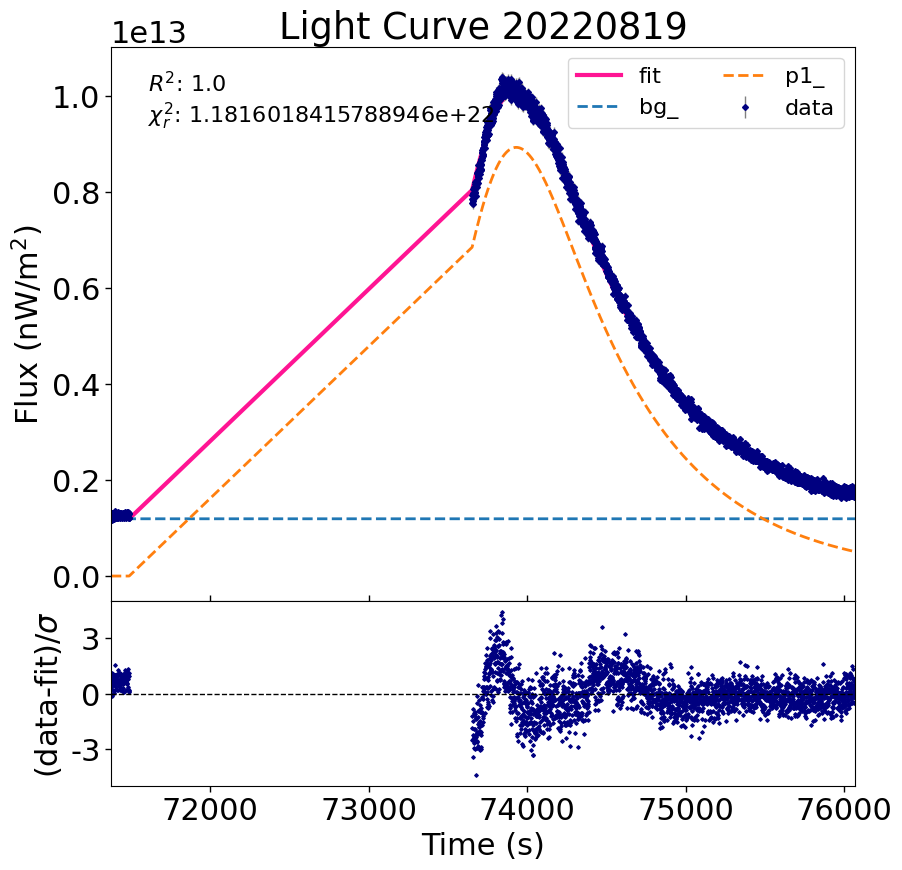 Light Curve 20220819
1e13
R²: 1.0
χ²ᵣ: 1.1816018415788946e+22
fit
bg_
p1_
data
Flux (nW/m²)
1.0
0.8
0.6
0.4
0.2
0.0
(data-fit)/σ
3
0
-3
72000 73000 74000 75000 76000
Time (s)